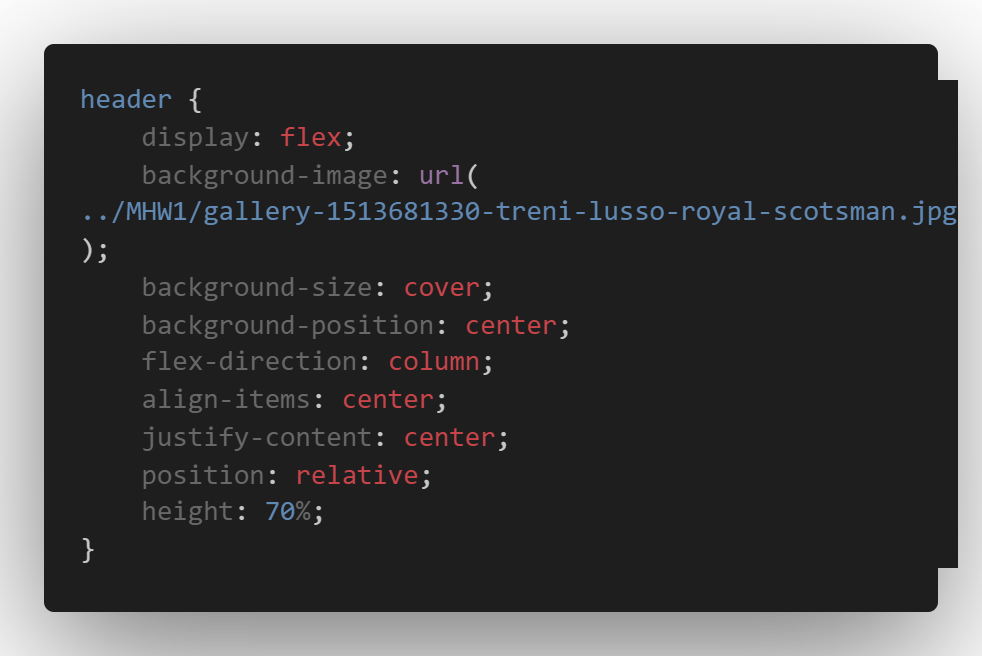 header {
    display: flex;
    background-image: url(
../MHW1/gallery-1513681330-treni-lusso-royal-scotsman.jpg
);
    background-size: cover;
    background-position: center;
    flex-direction: column;
    align-items: center;
    justify-content: center;
    position: relative;
    height: 70%;
}